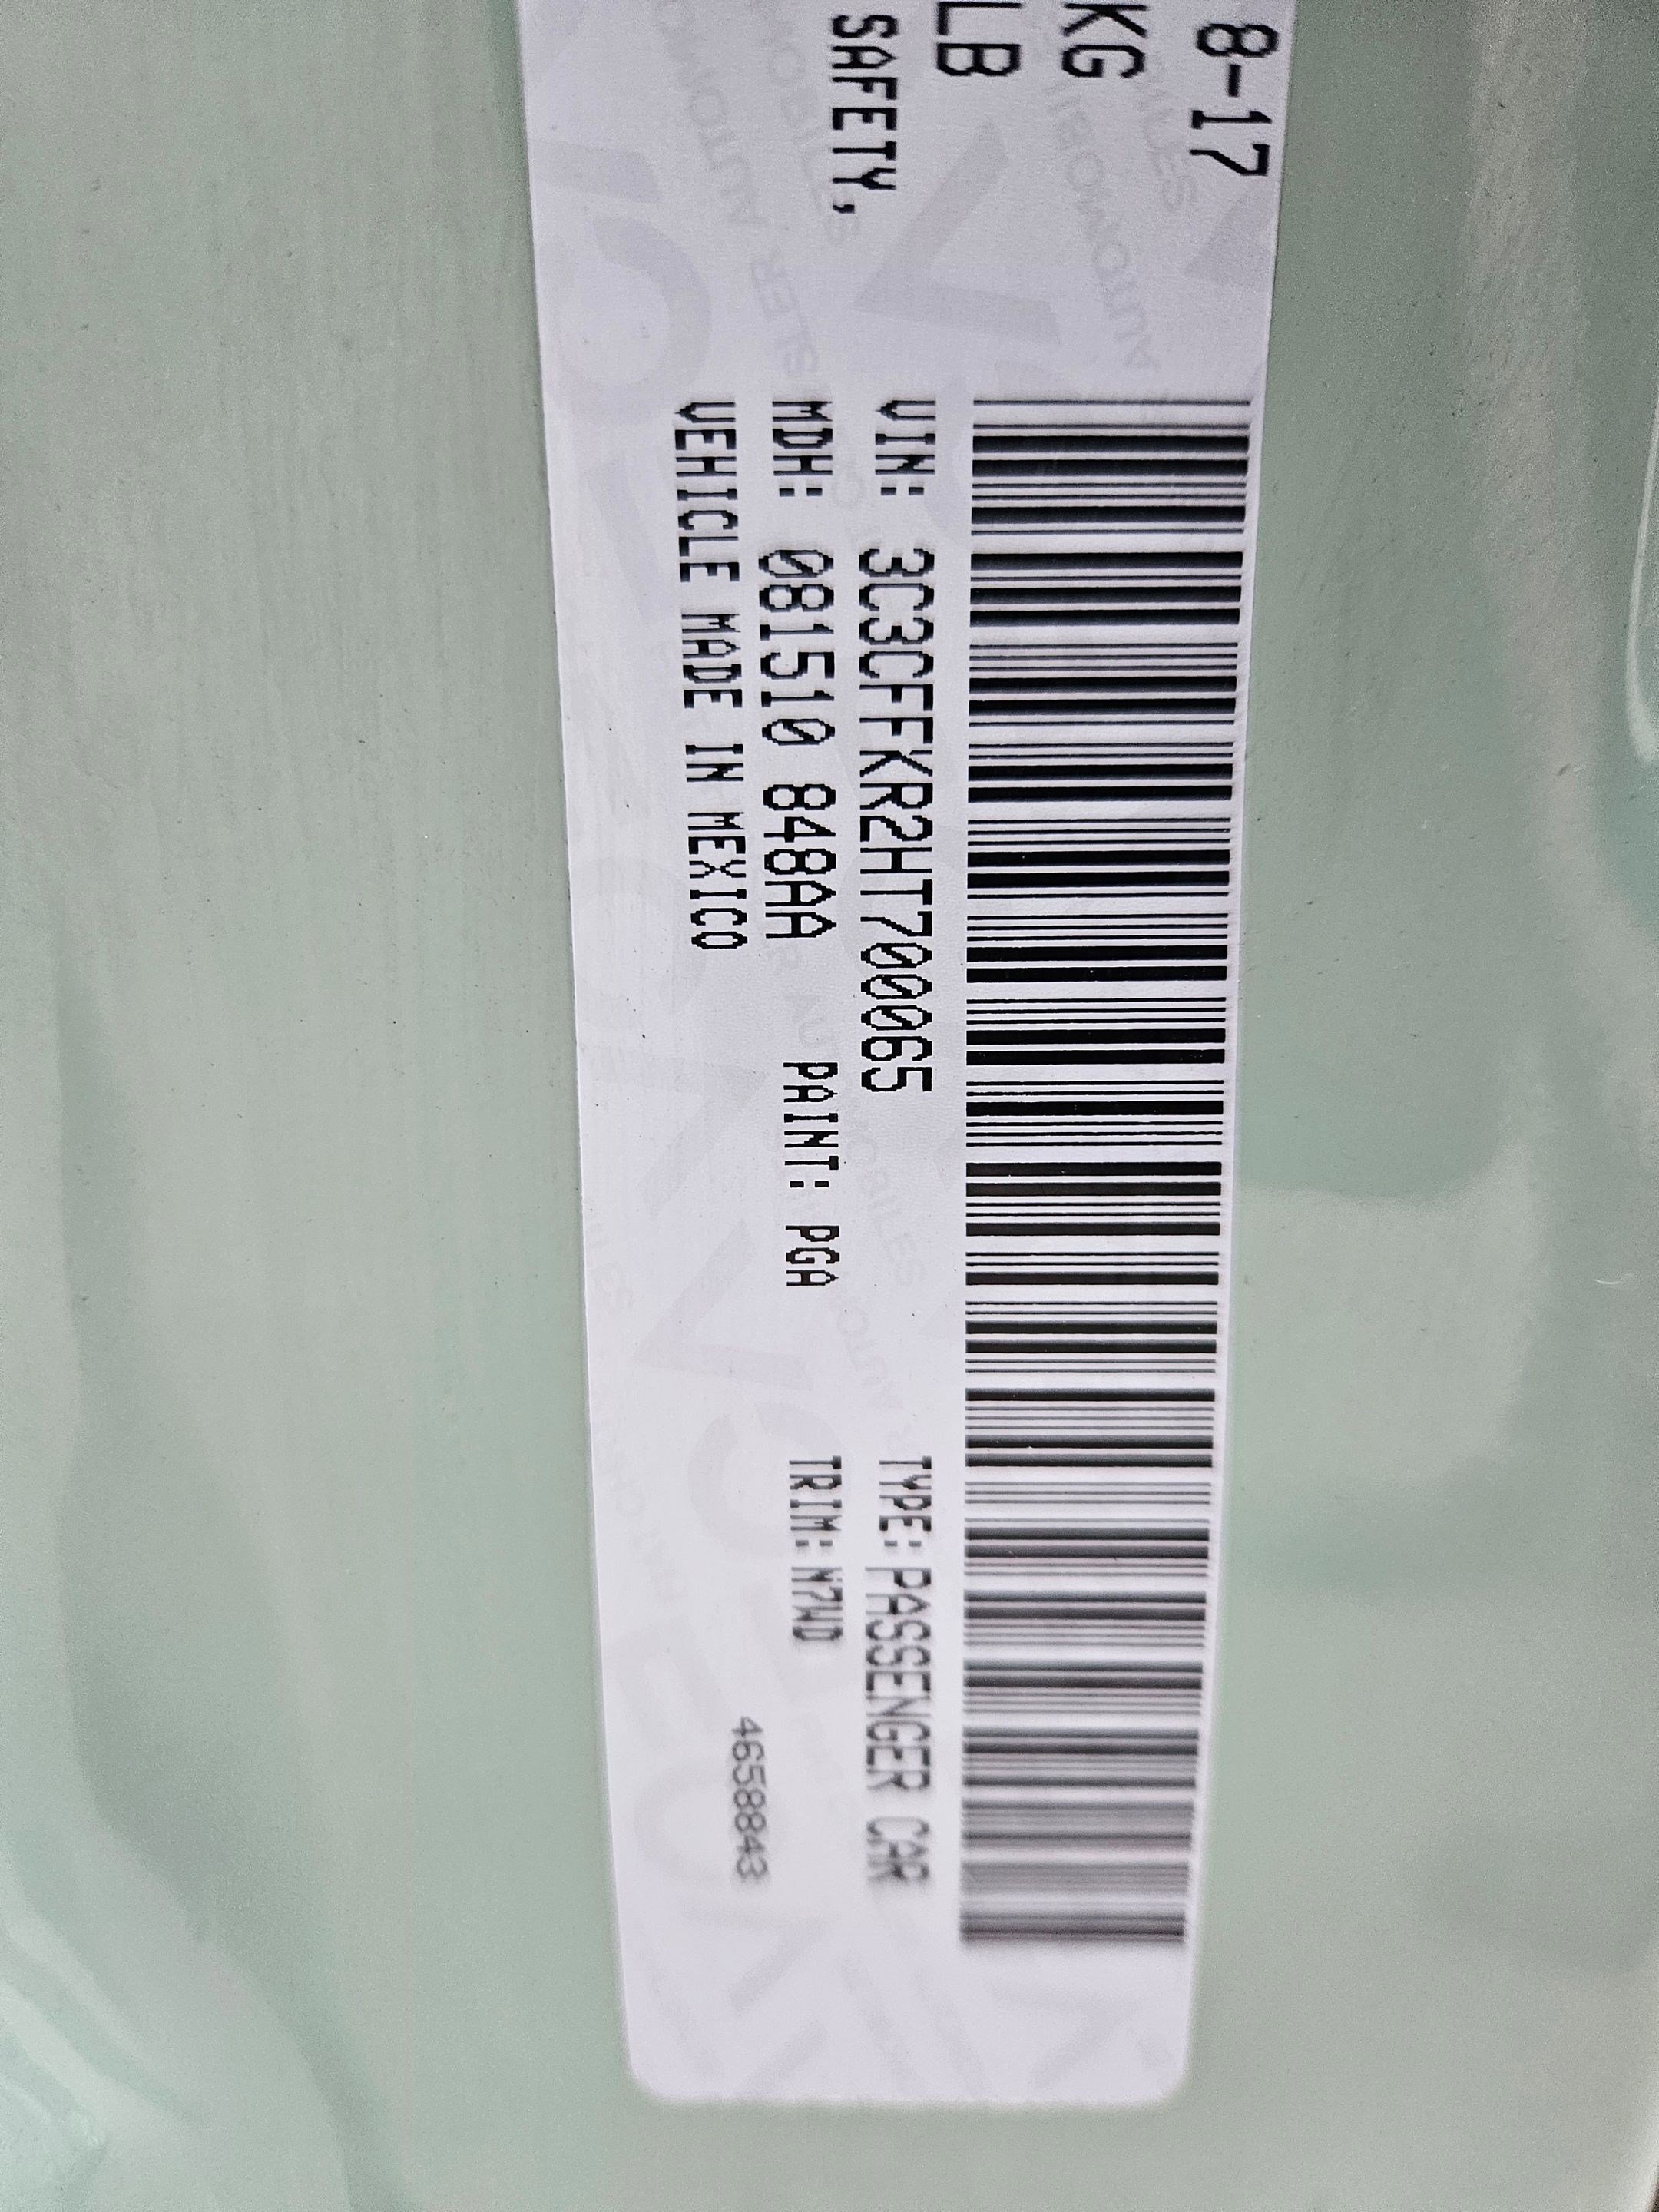 8-17
KG
LB
SAFETY,
VIN: 3C3CFFKR2HT700065 TYPE: PASSENGER CAR
MDH: 081510 848AA PAINT: PGA TRIM: N7WD
VEHICLE MADE IN MEXICO
4658843